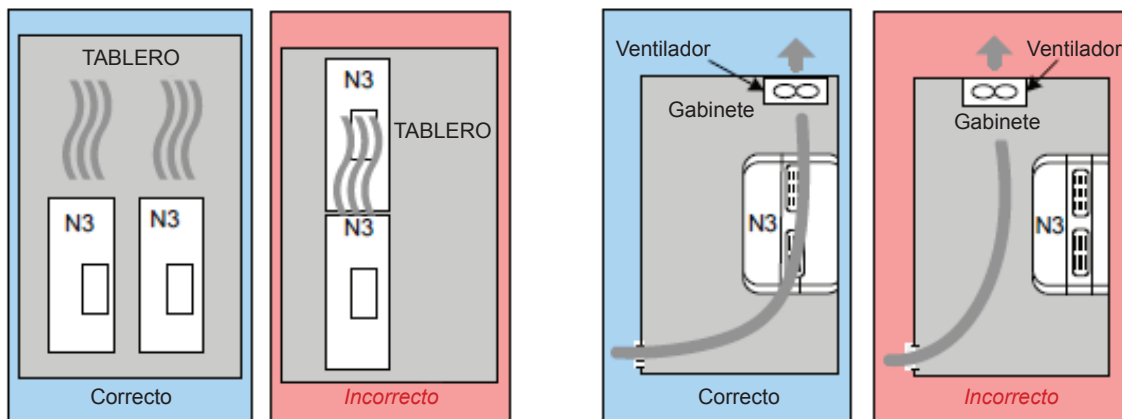 TABLERO
N3
N3
Correcto
N3
TABLERO
N3
Incorrecto
Ventilador
Gabinete
N3
Correcto
Ventilador
Gabinete
N3
Incorrecto